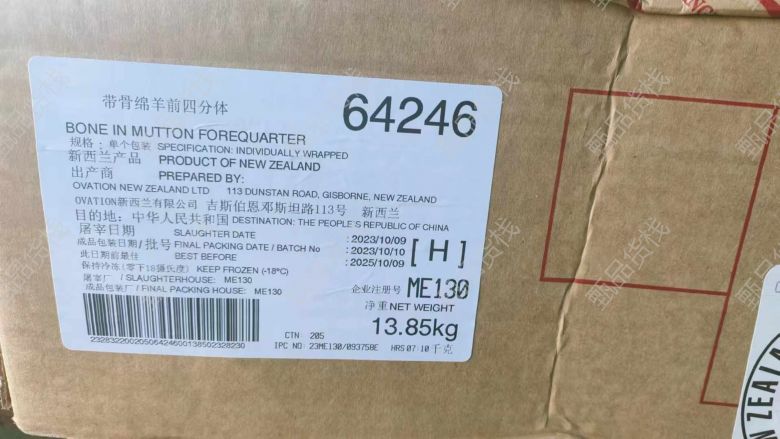 带骨绵羊前四分体
64246
BONE IN MUTTON FOREQUARTER
规格:单个包装 SPECIFICATION: INDIVIDUALLY WRAPPED
新西兰产品 PRODUCT OF NEW ZEALAND
出产商 PREPARED BY:
OVATION NEW ZEALAND LTD 113 DUNSTAN ROAD, GISBORNE, NEW ZEALAND
OVATION新西兰有限公司 吉斯伯恩邓斯坦路113号 新西兰
目的地:中华人民共和国 DESTINATION: THE PEOPLE'S REPUBLIC OF CHINA
屠宰日期 SLAUGHTER DATE : 2023/10/09
成品包装日期/批号 FINAL PACKING DATE / BATCH No : 2023/10/10
此日期前最佳 BEST BEFORE : 2025/10/09
[H]
保持冷冻(零下18摄氏度) KEEP FROZEN (-18°C)
屠宰厂 / SLAUGHTERHOUSE: ME130
企业注册号 ME130
成品包装厂 / FINAL PACKING HOUSE: ME130
净重 NET WEIGHT
13.85kg
CTN: 205
2328322002050642460013850232823​0
IPC NO: 23ME130/093758E HRS 07:10 千克
N ZEALA
甄品货栈